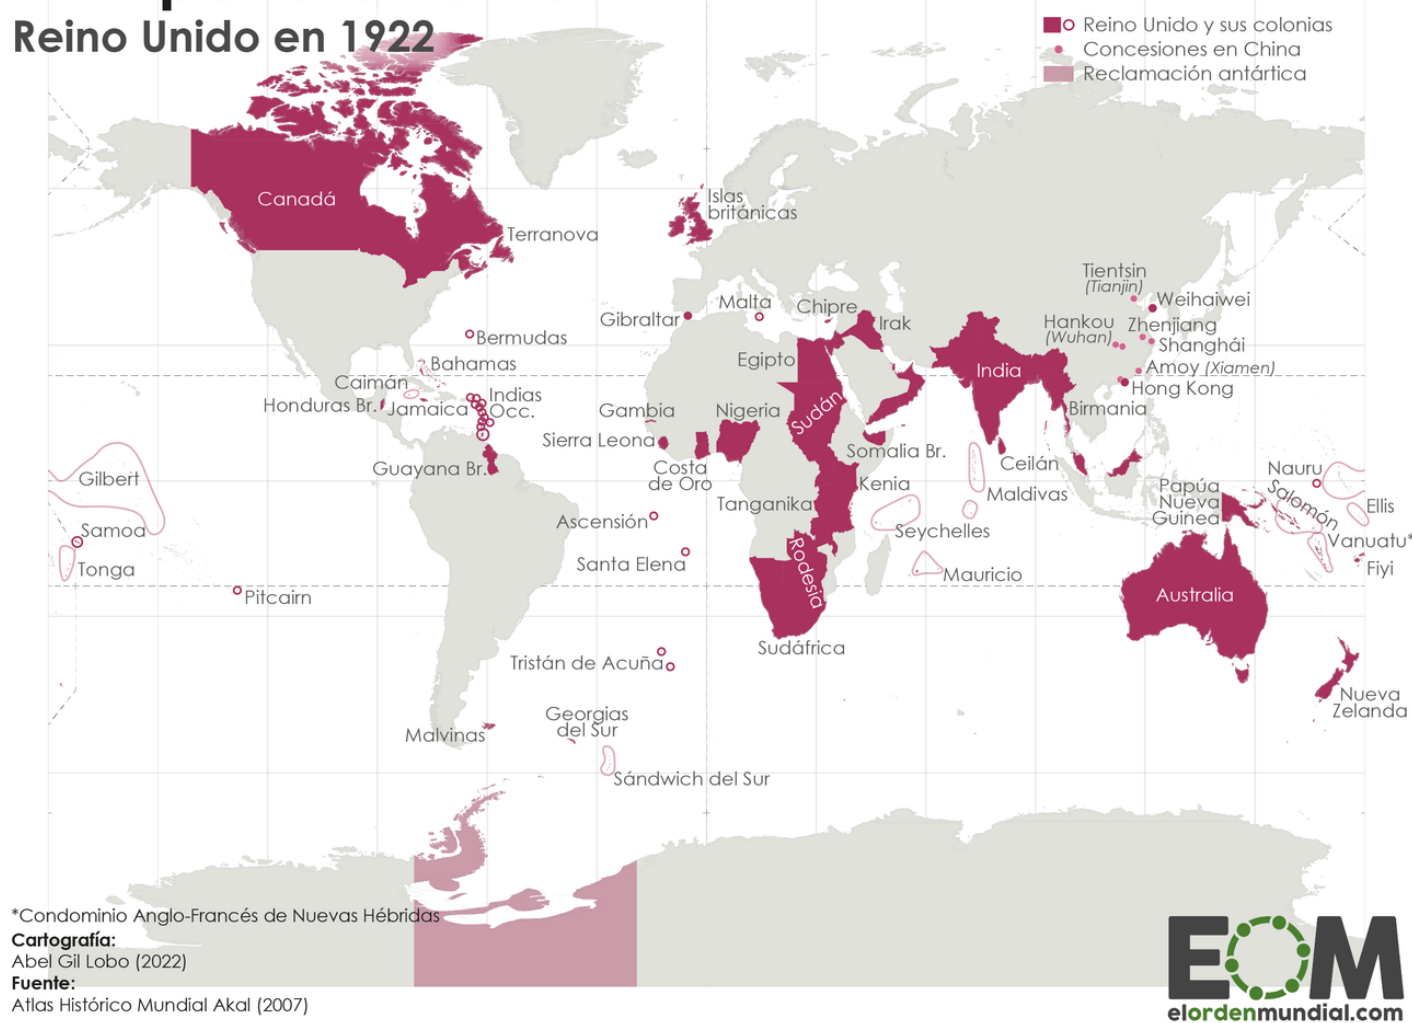 Reino Unido en 1922
Reino Unido y sus colonias
Concesiones en China
Reclamación antártica
Canadá
Terranova
Islas
británicas
Tientsin
(Tianjin)
Weihaiwei
Gibraltar
Malta
Chipre
Irak
Hankou
(Wuhan)
Zhenjiang
Shanghái
Bermudas
Bahamas
Egipto
India
Amoy (Xiamen)
Hong Kong
Caimán
Honduras Br.
Jamaica
Indias
Occ.
Gambia
Nigeria
Sudán
Birmania
Sierra Leona
Somalia Br.
Guayana Br.
Costa
de Oro
Kenia
Ceilán
Maldivas
Nauru
Gilbert
Tanganika
Papúa
Nueva
Guinea
Salomón
Ellis
Ascensión
Seychelles
Samoa
Vanuatu*
Santa Elena
Rodesia
Mauricio
Tonga
Fiyi
Pitcairn
Australia
Sudáfrica
Tristán de Acuña
Nueva
Zelanda
Georgias
del Sur
Malvinas
Sándwich del Sur
*Condominio Anglo-Francés de Nuevas Hébridas
Cartografía:
Abel Gil Lobo (2022)
Fuente:
Atlas Histórico Mundial Akal (2007)
EOM
elordenmundial.com